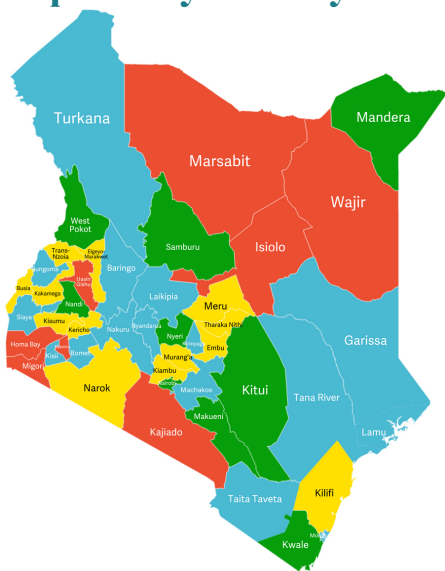 Turkana
Mandera
Marsabit
Wajir
West
Pokot
Samburu
Isiolo
Trans-
Nzoia
Elgeyo-
Marakwet
Bungoma
Baringo
Uasin
Gishu
Busia
Kakamega
Laikipia
Nandi
Meru
Siaya
Kisumu
Kericho
Nakuru
Nyandarua
Tharaka Nithi
Garissa
Nyeri
Kirinyaga
Embu
Homa Bay
Kisii
Bomet
Murang'a
Migori
Kiambu
Narok
Nairobi
Machakos
Kitui
Tana River
Makueni
Kajiado
Lamu
Taita Taveta
Kilifi
Kwale